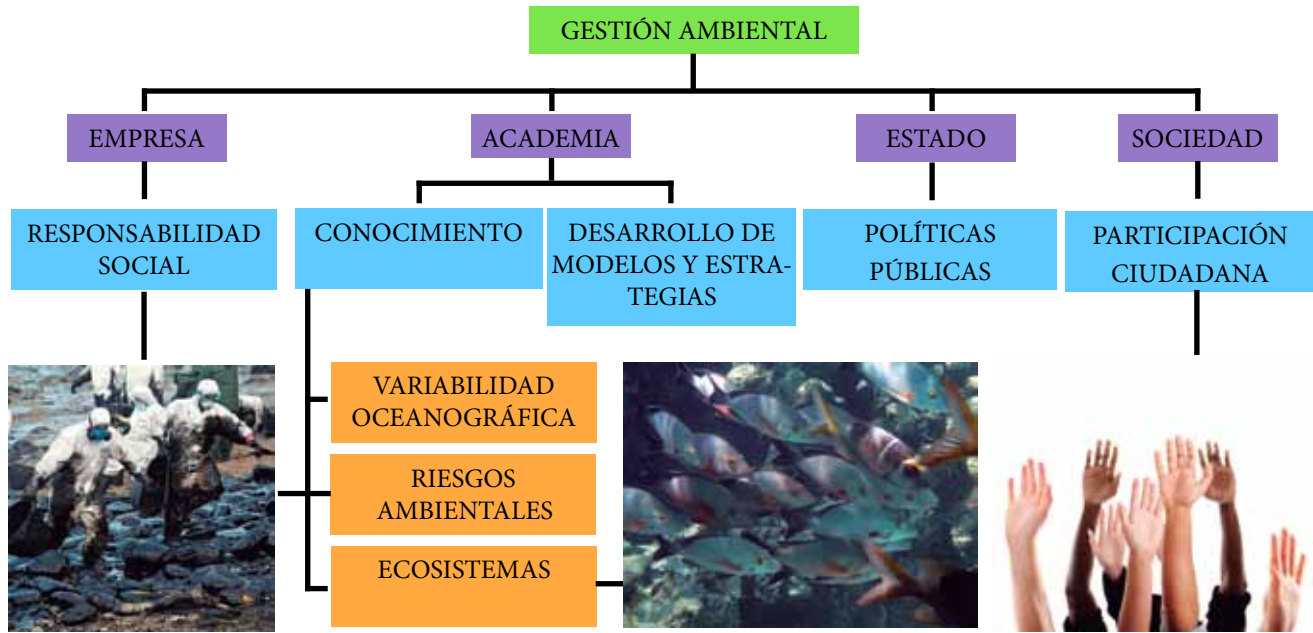 GESTIÓN AMBIENTAL
EMPRESA
ACADEMIA
ESTADO
SOCIEDAD
RESPONSABILIDAD
SOCIAL
CONOCIMIENTO
DESARROLLO DE
MODELOS Y ESTRA-
TEGIAS
POLÍTICAS
PÚBLICAS
PARTICIPACIÓN
CIUDADANA
VARIABILIDAD
OCEANOGRÁFICA
RIESGOS
AMBIENTALES
ECOSISTEMAS